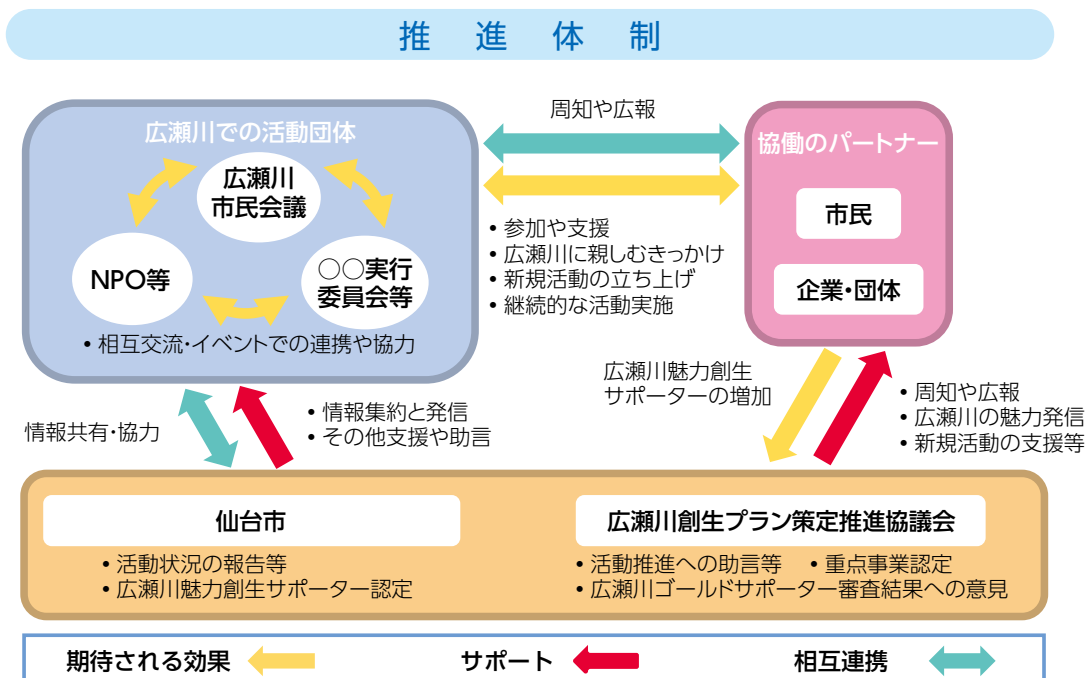 推進体制
広瀬川での活動団体
広瀬川
市民会議
NPO等
○○実行
委員会等
• 相互交流・イベントでの連携や協力
周知や広報
• 参加や支援
• 広瀬川に親しむきっかけ
• 新規活動の立ち上げ
• 継続的な活動実施
協働のパートナー
市民
企業・団体
情報共有・協力
• 情報集約と発信
• その他支援や助言
広瀬川魅力創生
サポーターの増加
• 周知や広報
• 広瀬川の魅力発信
• 新規活動の支援等
仙台市
• 活動状況の報告等
• 広瀬川魅力創生サポーター認定
広瀬川創生プラン策定推進協議会
• 活動推進への助言等 • 重点事業認定
• 広瀬川ゴールドサポーター審査結果への意見
期待される効果 サポート 相互連携